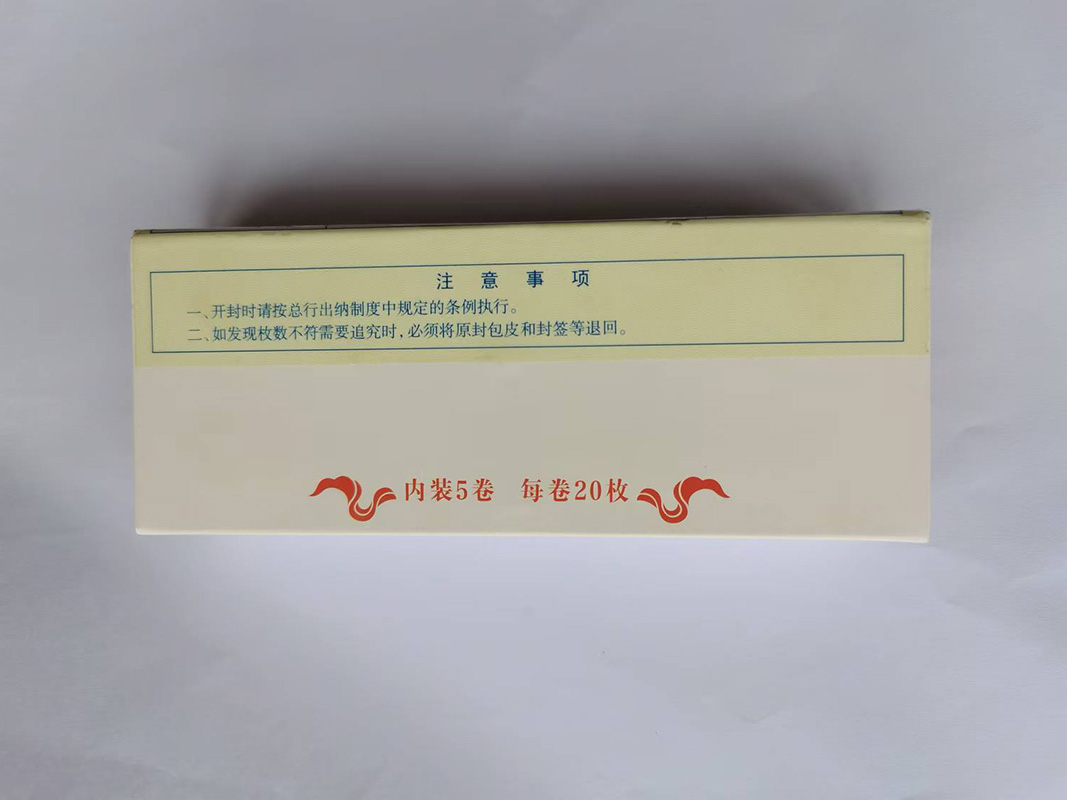 注意事项
一、开封时请按总行出纳制度中规定的条例执行。
二、如发现枚数不符需要追究时，必须将原封包皮和封签等退回。
内装5卷 每卷20枚